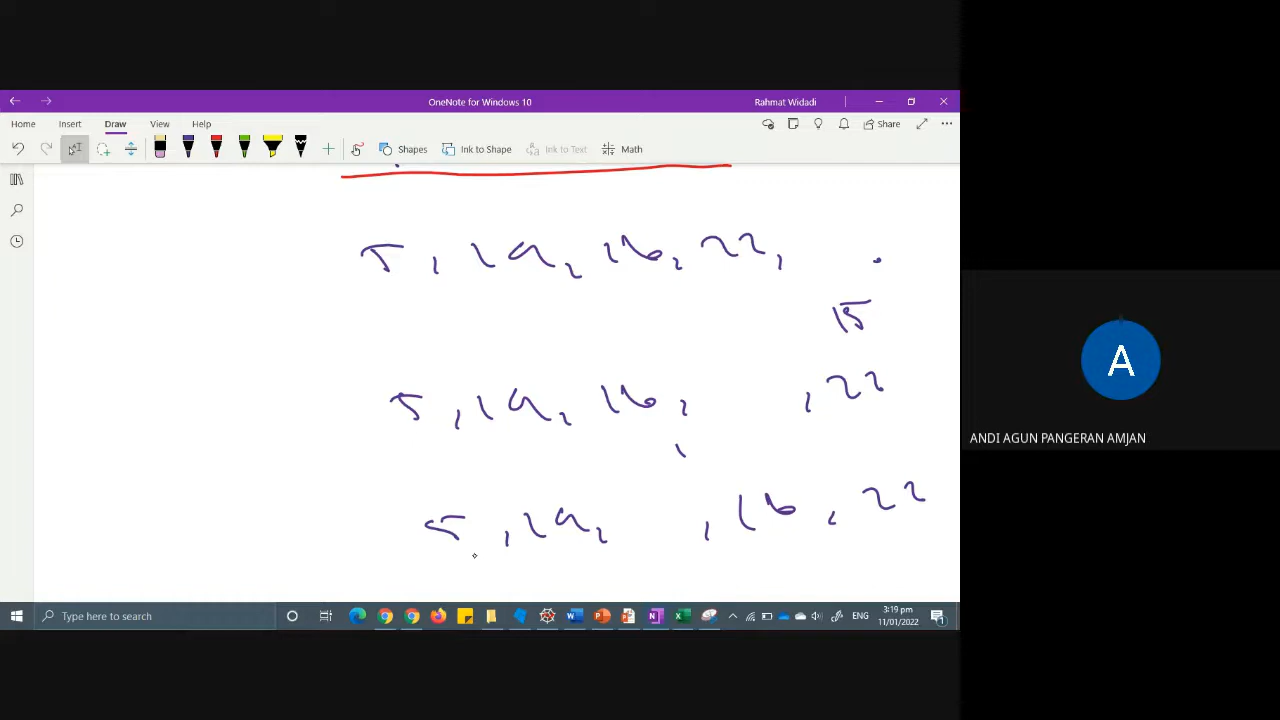 OneNote for Windows 10
Rahmat Widadi
Home Insert Draw View Help
Share
Shapes Ink to Shape Ink to Text Math
5, 14, 16, 22, .
15
5, 14, 16, , 22
5, 14, , 16, 22
A
ANDI AGUN PANGERAN AMJAN
Type here to search
ENG
3:19 pm
11/01/2022